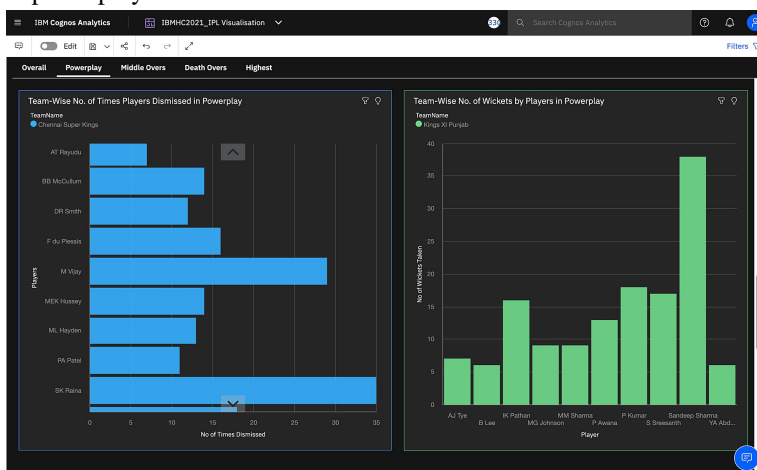 IBM Cognos Analytics
IBMHC2021_IPL Visualisation
Search Cognos Analytics
Edit
Filters
Overall Powerplay Middle Overs Death Overs Highest
Team-Wise No. of Times Players Dismissed in Powerplay
TeamName
Chennai Super Kings
AT Rayudu
BB McCullum
DR Smith
F du Plessis
M Vijay
MEK Hussey
ML Hayden
PA Patel
SK Raina
Players
0 5 10 15 20 25 30 35
No of Times Dismissed
Team-Wise No. of Wickets by Players in Powerplay
TeamName
Kings XI Punjab
40
35
30
25
20
15
10
5
0
No of Wickets Taken
AJ Tye IK Pathan MM Sharma P Kumar Sandeep Sharma
B Lee MG Johnson P Awana S Sreesanth YA Abd...
Player